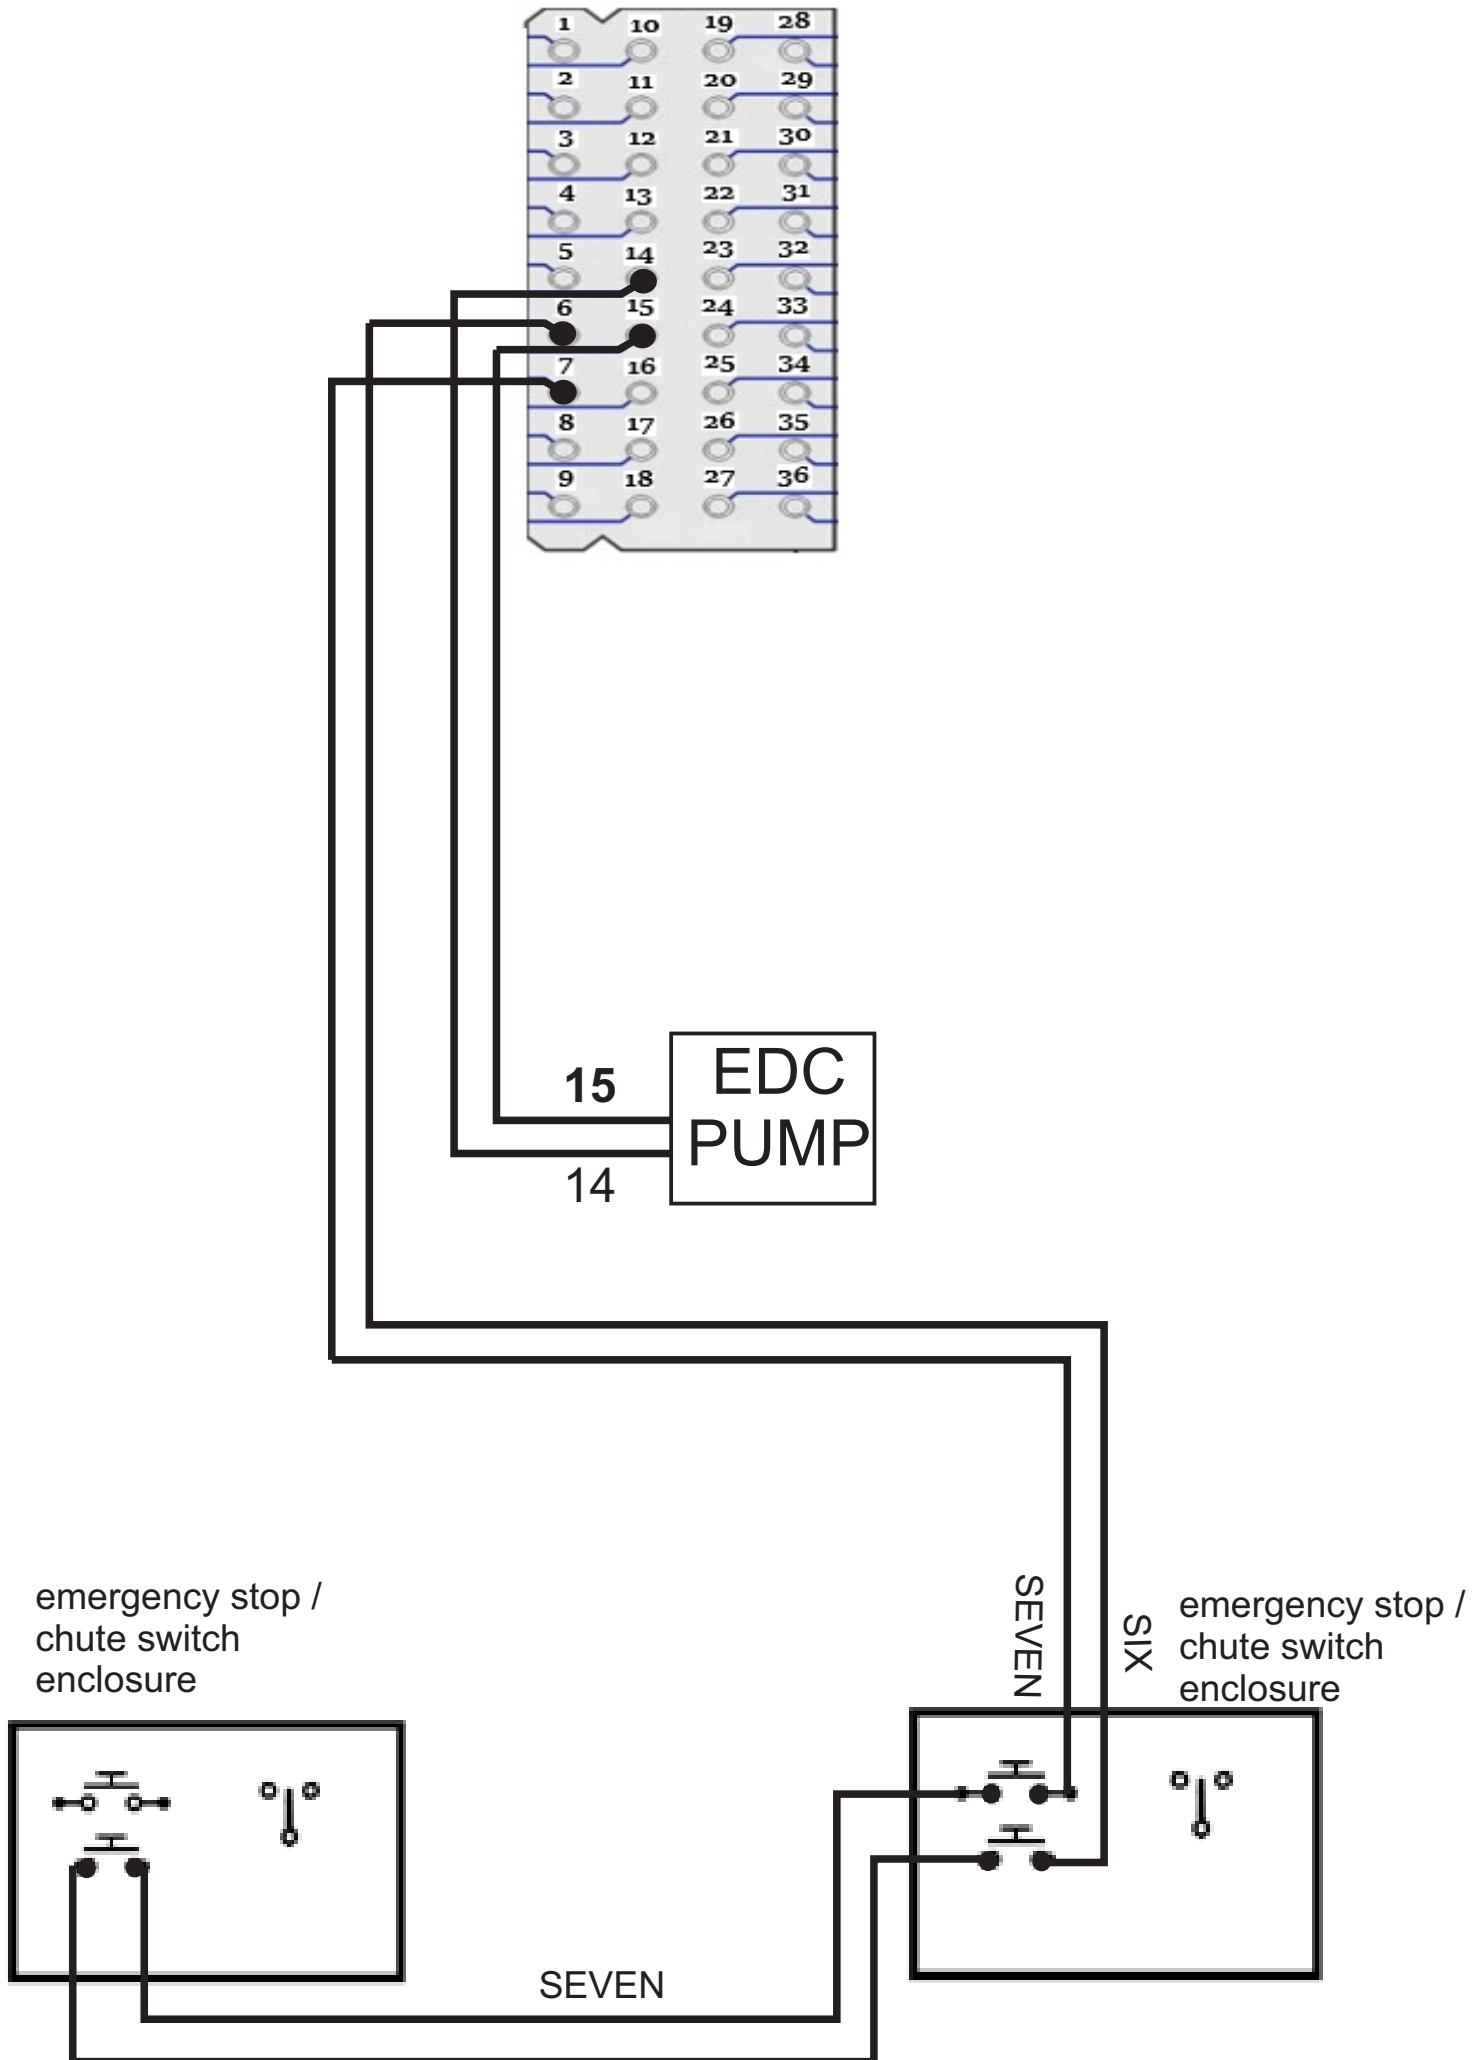 1 10 19 28
2 11 20 29
3 12 21 30
4 13 22 31
5 14 23 32
6 15 24 33
7 16 25 34
8 17 26 35
9 18 27 36
15
EDC
PUMP
14
SEVEN
SIX
emergency stop /
chute switch
enclosure
emergency stop /
chute switch
enclosure
SEVEN